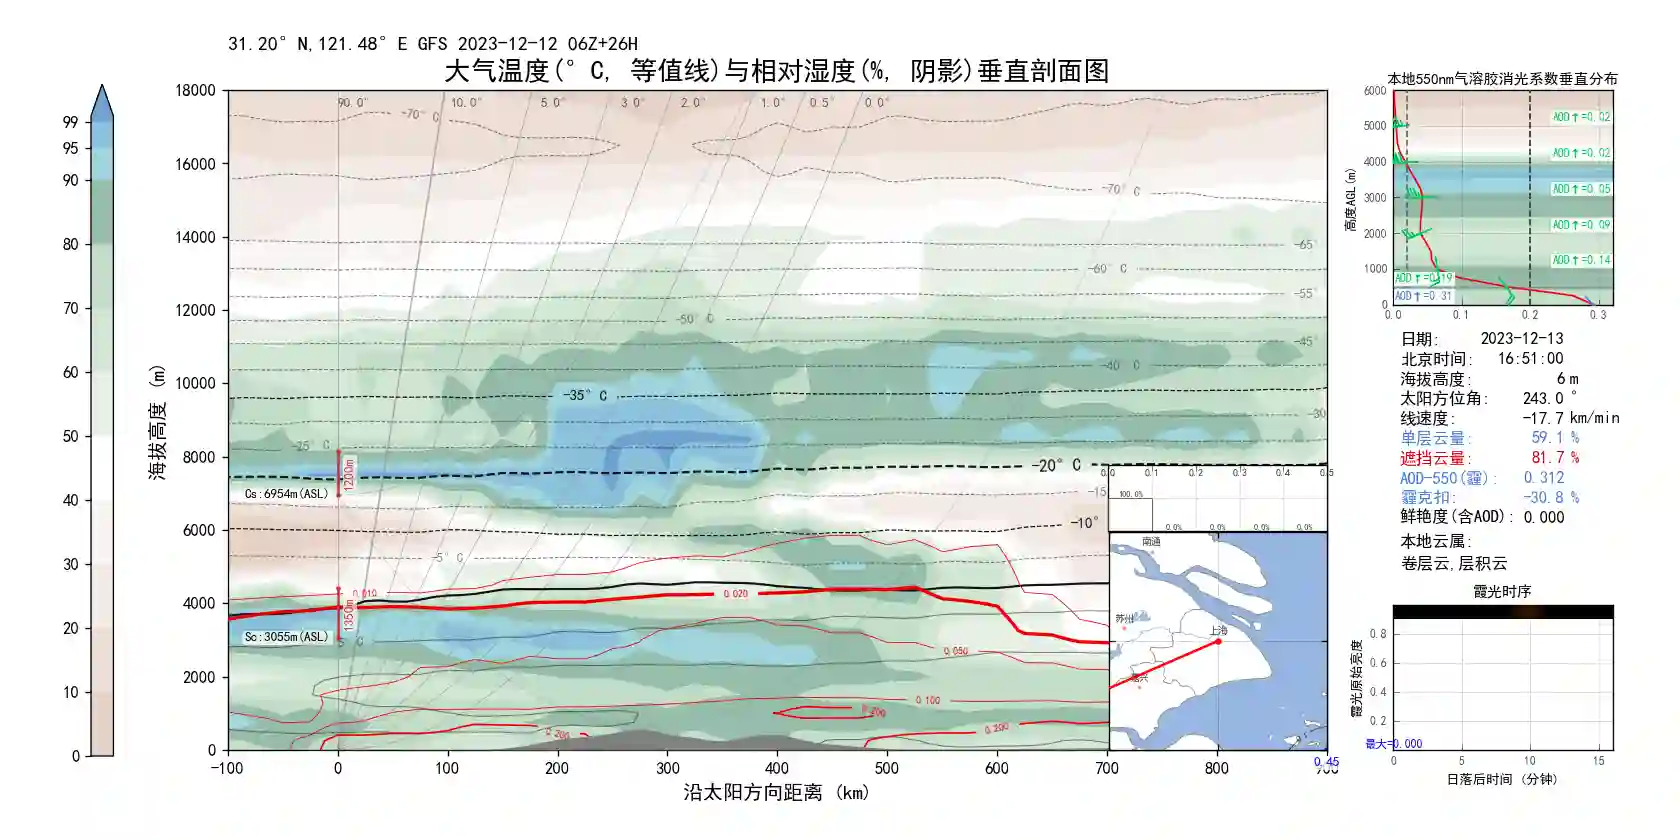 31.20° N,121.48° E GFS 2023-12-12 06Z+26H
大气温度(° C, 等值线)与相对湿度(%, 阴影)垂直剖面图
99
95
90
80
70
60
50
40
30
20
10
0
海拔高度 (m)
18000
16000
14000
12000
10000
8000
6000
4000
2000
0
90.0°
10.0°
5.0°
3.0°
2.0°
1.0°
0.5°
0.0°
-70° C
-70° C
-65°
-60° C
-55°
-50° C
-45°
-40° C
-35° C
-30
-25° C
-20° C
-15
-10°
-5° C
5° C
1200m
Cs:6954m(ASL)
1350m
Sc:3055m(ASL)
0.010
0.020
0.050
0.100
0.200
0.200
0.200
0.0
0.1
0.2
0.3
0.4
0.5
100.0%
0.0%
0.0%
0.0%
0.0%
南通
苏州
上海
嘉兴
-100
0
100
200
300
400
500
600
700
800
0.45
沿太阳方向距离 (km)
本地550nm气溶胶消光系数垂直分布
高度AGL(m)
6000
5000
4000
3000
2000
1000
0
AOD↑=0.02
AOD↑=0.02
AOD↑=0.05
AOD↑=0.09
AOD↑=0.14
AOD↑=0.19
AOD↑=0.31
0.0
0.1
0.2
0.3
日期: 2023-12-13
北京时间: 16:51:00
海拔高度: 6 m
太阳方位角: 243.0 °
线速度: -17.7 km/min
单层云量: 59.1 %
遮挡云量: 81.7 %
AOD-550(霾): 0.312
霾克扣: -30.8 %
鲜艳度(含AOD): 0.000
本地云属:
卷层云,层积云
霞光时序
霞光原始亮度
0.8
0.6
0.4
0.2
最大=0.000
0
5
10
15
日落后时间 (分钟)